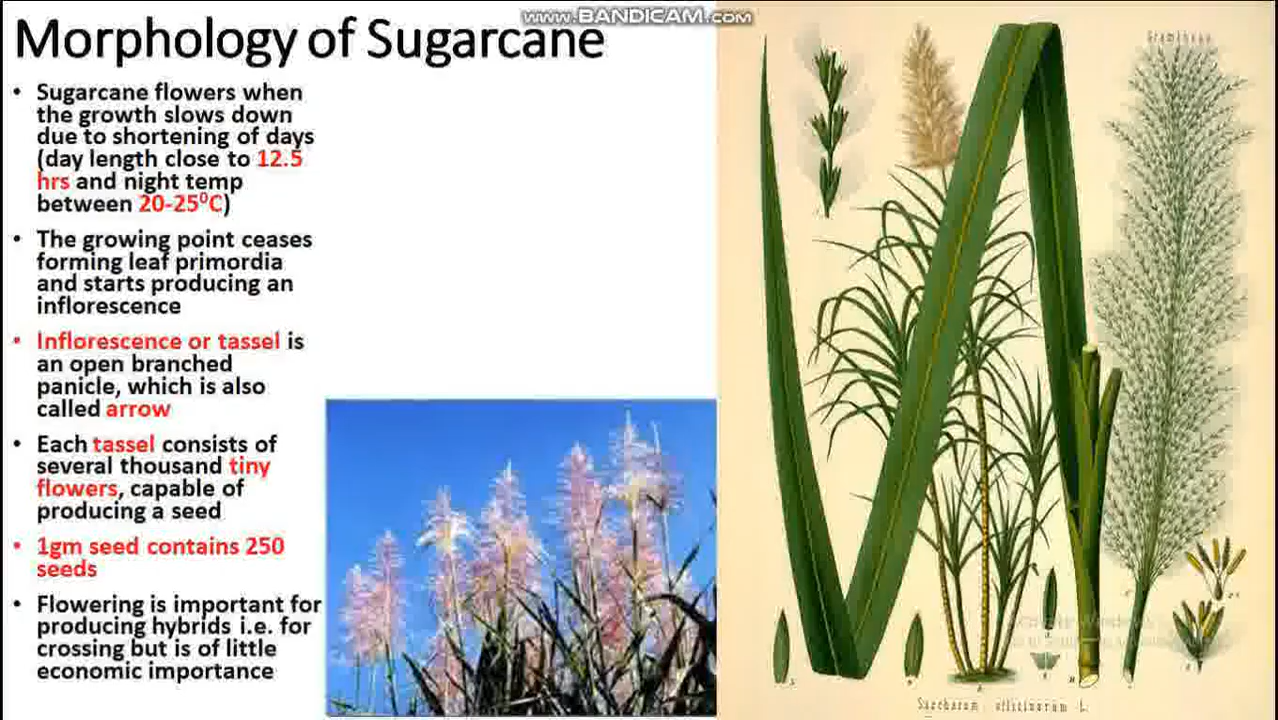 www.BANDICAM.com
Morphology of Sugarcane
• Sugarcane flowers when
the growth slows down
due to shortening of days
(day length close to 12.5
hrs and night temp
between 20-25⁰C)
• The growing point ceases
forming leaf primordia
and starts producing an
inflorescence
• Inflorescence or tassel is
an open branched
panicle, which is also
called arrow
• Each tassel consists of
several thousand tiny
flowers, capable of
producing a seed
• 1gm seed contains 250
seeds
• Flowering is important for
producing hybrids i.e. for
crossing but is of little
economic importance
Saccharum officinarum L.